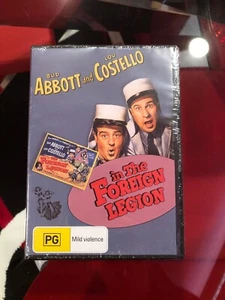 BUD LOU
ABBOTT and COSTELLO
in The
FOREIGN
LEGION
PG Mild violence